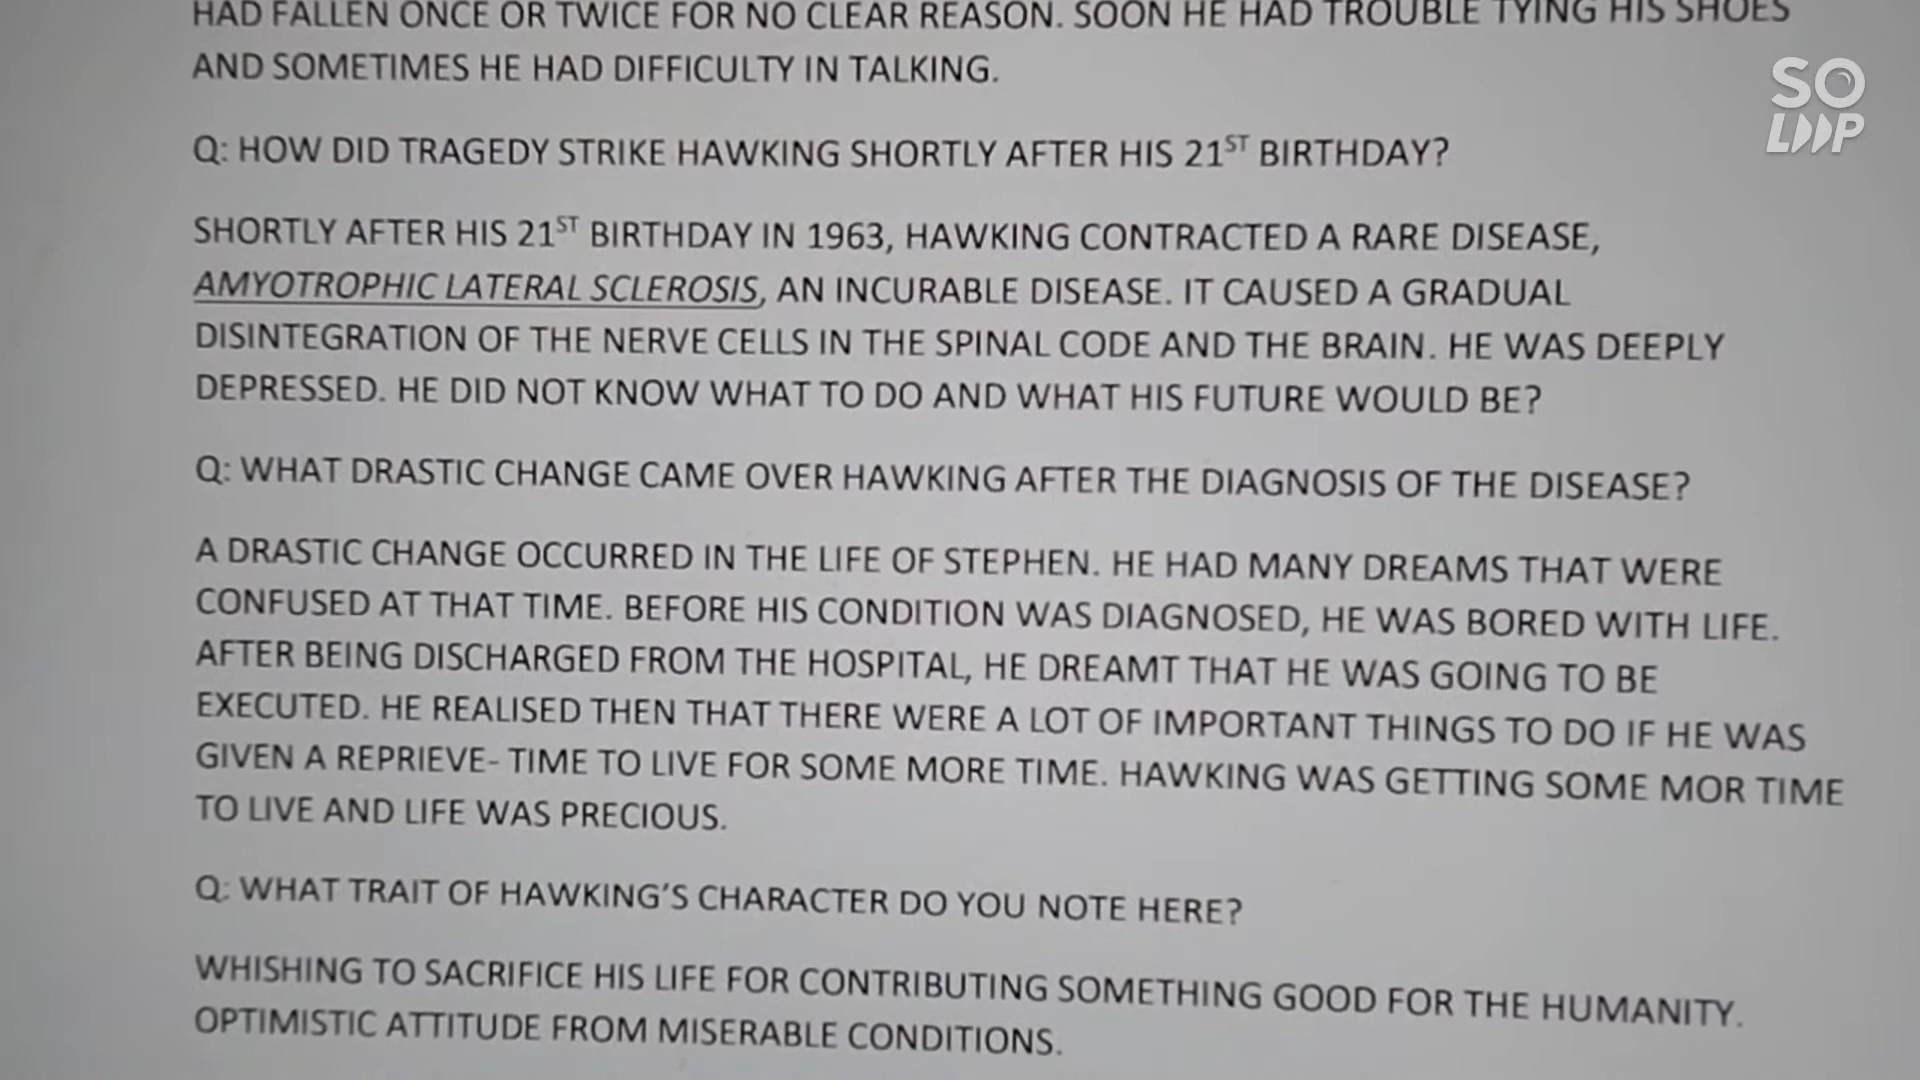 HAD FALLEN ONCE OR TWICE FOR NO CLEAR REASON. SOON HE HAD TROUBLE TYING HIS SHOES
AND SOMETIMES HE HAD DIFFICULTY IN TALKING.
SO
LOOP
Q: HOW DID TRAGEDY STRIKE HAWKING SHORTLY AFTER HIS 21ST BIRTHDAY?
SHORTLY AFTER HIS 21ST BIRTHDAY IN 1963, HAWKING CONTRACTED A RARE DISEASE,
AMYOTROPHIC LATERAL SCLEROSIS, AN INCURABLE DISEASE. IT CAUSED A GRADUAL
DISINTEGRATION OF THE NERVE CELLS IN THE SPINAL CODE AND THE BRAIN. HE WAS DEEPLY
DEPRESSED. HE DID NOT KNOW WHAT TO DO AND WHAT HIS FUTURE WOULD BE?
Q: WHAT DRASTIC CHANGE CAME OVER HAWKING AFTER THE DIAGNOSIS OF THE DISEASE?
A DRASTIC CHANGE OCCURRED IN THE LIFE OF STEPHEN. HE HAD MANY DREAMS THAT WERE
CONFUSED AT THAT TIME. BEFORE HIS CONDITION WAS DIAGNOSED, HE WAS BORED WITH LIFE.
AFTER BEING DISCHARGED FROM THE HOSPITAL, HE DREAMT THAT HE WAS GOING TO BE
EXECUTED. HE REALISED THEN THAT THERE WERE A LOT OF IMPORTANT THINGS TO DO IF HE WAS
GIVEN A REPRIEVE- TIME TO LIVE FOR SOME MORE TIME. HAWKING WAS GETTING SOME MOR TIME
TO LIVE AND LIFE WAS PRECIOUS.
Q: WHAT TRAIT OF HAWKING'S CHARACTER DO YOU NOTE HERE?
WHISHING TO SACRIFICE HIS LIFE FOR CONTRIBUTING SOMETHING GOOD FOR THE HUMANITY.
OPTIMISTIC ATTITUDE FROM MISERABLE CONDITIONS.